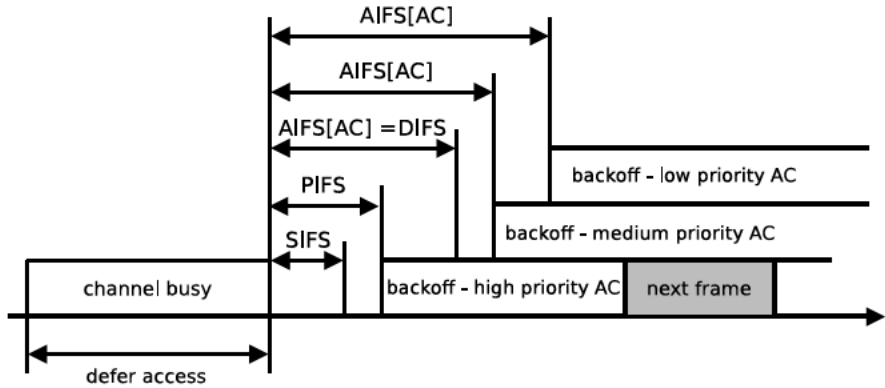 AIFS[AC]
AIFS[AC]
AIFS[AC] =DIFS
PIFS
SIFS
backoff - low priority AC
backoff - medium priority AC
channel busy
backoff - high priority AC
next frame
defer access